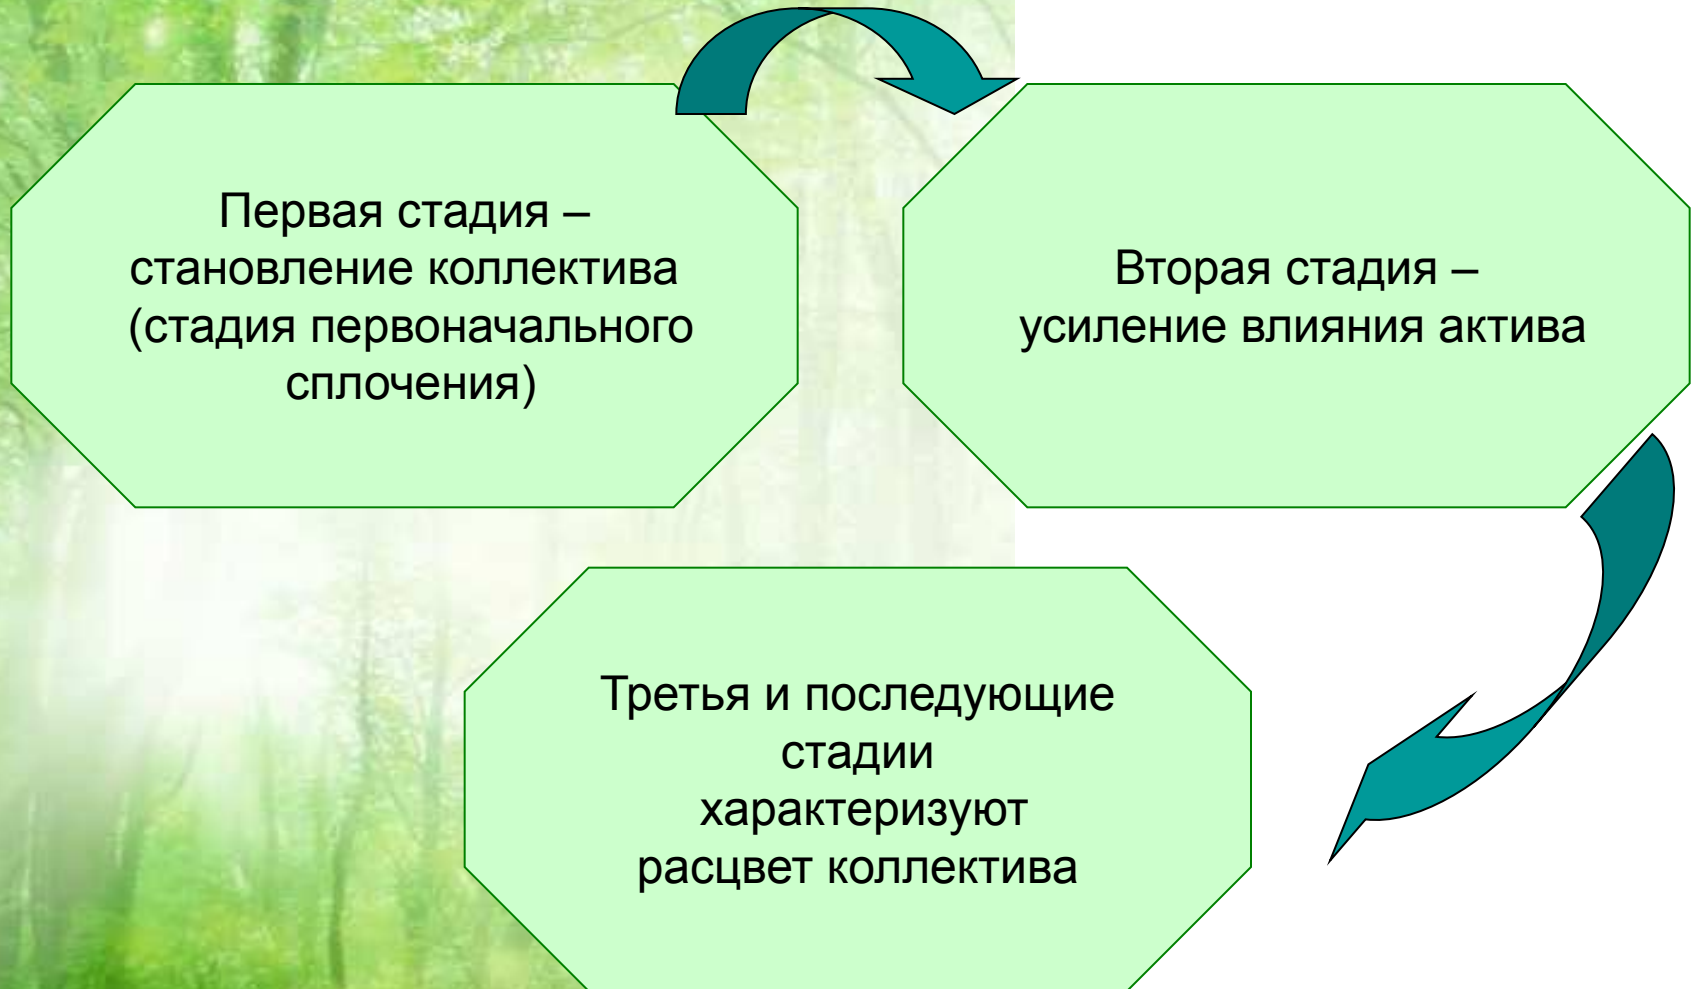 Первая стадия –
становление коллектива
(стадия первоначального
сплочения)
Вторая стадия –
усиление влияния актива
Третья и последующие
стадии
характеризуют
расцвет коллектива